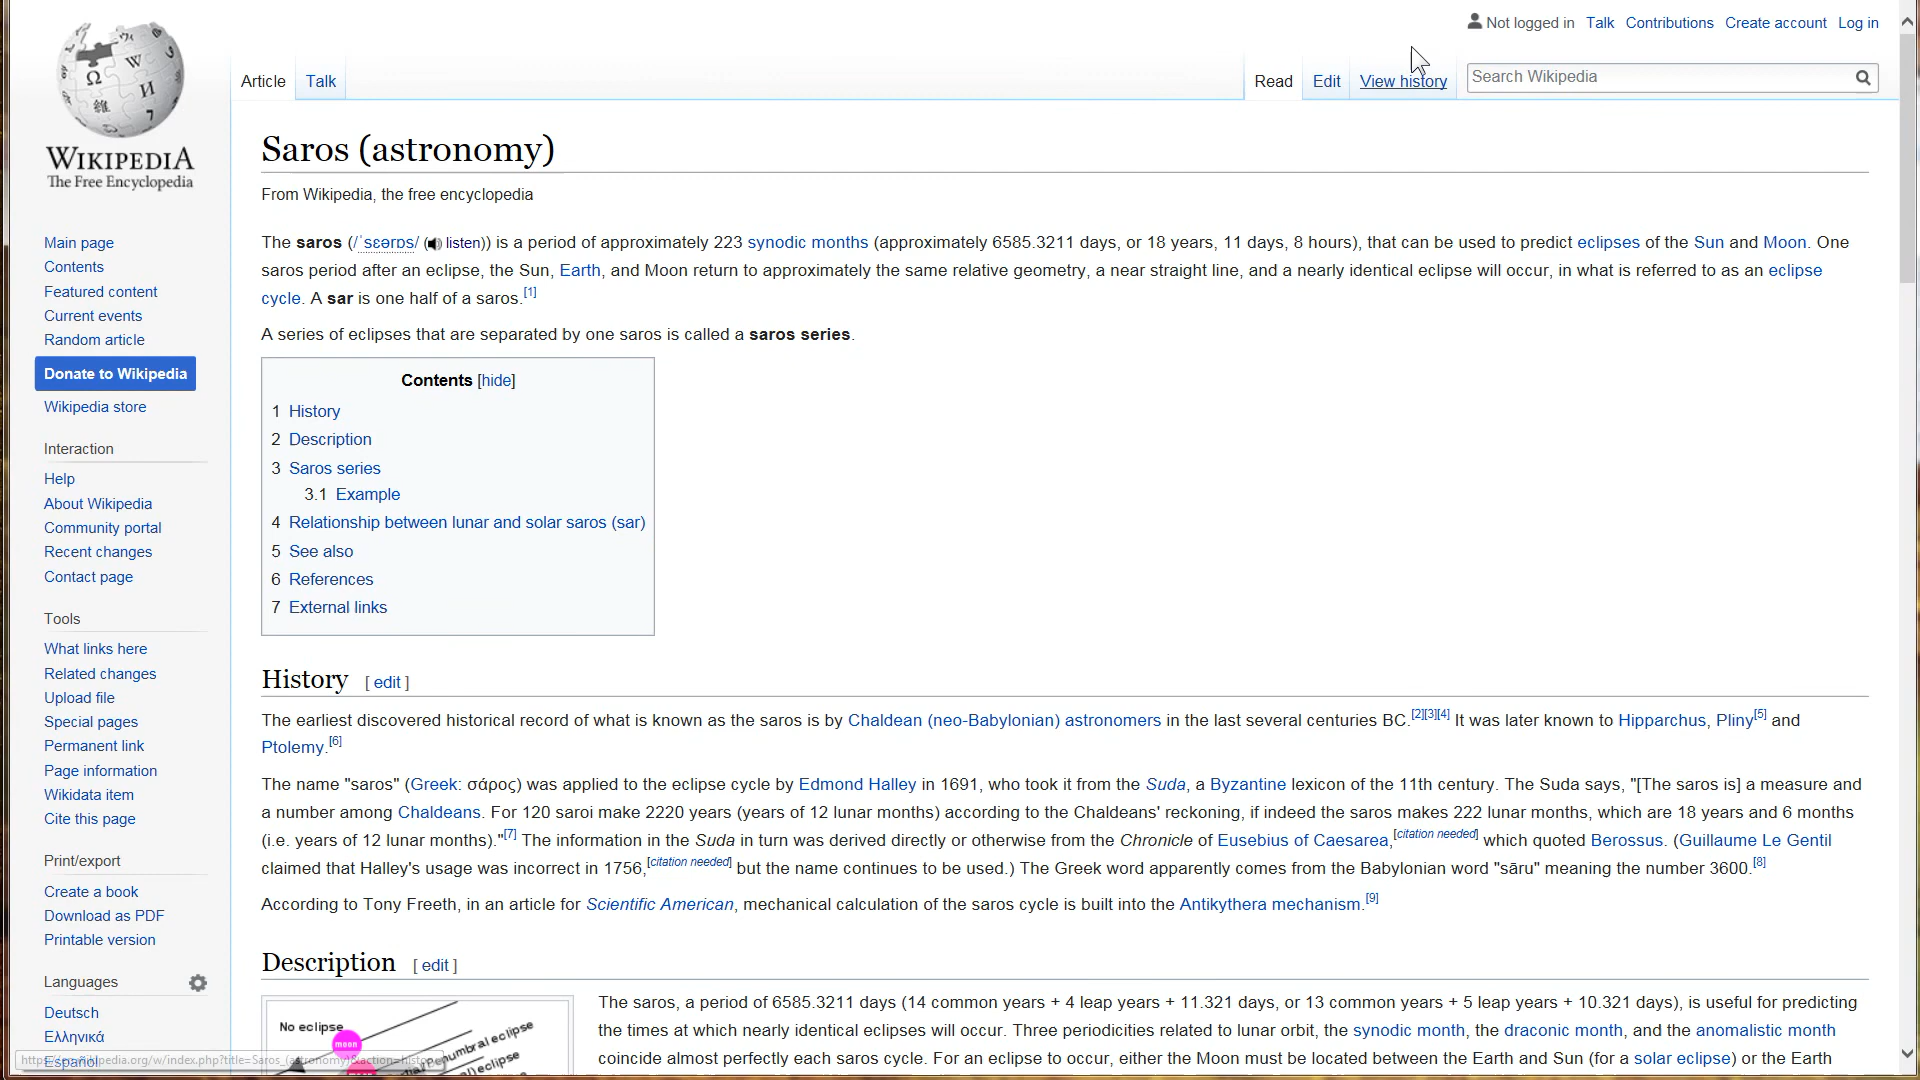 Not logged in Talk Contributions Create account Log in
Article Talk
Read Edit View history Search Wikipedia
WIKIPEDIA
The Free Encyclopedia
Main page
Contents
Featured content
Current events
Random article
Donate to Wikipedia
Wikipedia store
Interaction
Help
About Wikipedia
Community portal
Recent changes
Contact page
Tools
What links here
Related changes
Upload file
Special pages
Permanent link
Page information
Wikidata item
Cite this page
Print/export
Create a book
Download as PDF
Printable version
Languages
Deutsch
Ελληνικά
Español
Saros (astronomy)
From Wikipedia, the free encyclopedia
The saros (/ˈsɛərɒs/ (listen)) is a period of approximately 223 synodic months (approximately 6585.3211 days, or 18 years, 11 days, 8 hours), that can be used to predict eclipses of the Sun and Moon. One
saros period after an eclipse, the Sun, Earth, and Moon return to approximately the same relative geometry, a near straight line, and a nearly identical eclipse will occur, in what is referred to as an eclipse
cycle. A sar is one half of a saros.[1]
A series of eclipses that are separated by one saros is called a saros series.
Contents [hide]
1 History
2 Description
3 Saros series
3.1 Example
4 Relationship between lunar and solar saros (sar)
5 See also
6 References
7 External links
History [ edit ]
The earliest discovered historical record of what is known as the saros is by Chaldean (neo-Babylonian) astronomers in the last several centuries BC.[2][3][4] It was later known to Hipparchus, Pliny[5] and
Ptolemy.[6]
The name "saros" (Greek: σάρος) was applied to the eclipse cycle by Edmond Halley in 1691, who took it from the Suda, a Byzantine lexicon of the 11th century. The Suda says, "[The saros is] a measure and
a number among Chaldeans. For 120 saroi make 2220 years (years of 12 lunar months) according to the Chaldeans' reckoning, if indeed the saros makes 222 lunar months, which are 18 years and 6 months
(i.e. years of 12 lunar months)."[7] The information in the Suda in turn was derived directly or otherwise from the Chronicle of Eusebius of Caesarea,[citation needed] which quoted Berossus. (Guillaume Le Gentil
claimed that Halley's usage was incorrect in 1756,[citation needed] but the name continues to be used.) The Greek word apparently comes from the Babylonian word "sāru" meaning the number 3600.[8]
According to Tony Freeth, in an article for Scientific American, mechanical calculation of the saros cycle is built into the Antikythera mechanism.[9]
Description [ edit ]
No eclipse
moon
eclipse
The saros, a period of 6585.3211 days (14 common years + 4 leap years + 11.321 days, or 13 common years + 5 leap years + 10.321 days), is useful for predicting
the times at which nearly identical eclipses will occur. Three periodicities related to lunar orbit, the synodic month, the draconic month, and the anomalistic month
coincide almost perfectly each saros cycle. For an eclipse to occur, either the Moon must be located between the Earth and Sun (for a solar eclipse) or the Earth